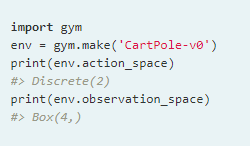 import gym
env = gym.make('CartPole-v0')
print(env.action_space)
#> Discrete(2)
print(env.observation_space)
#> Box(4,)